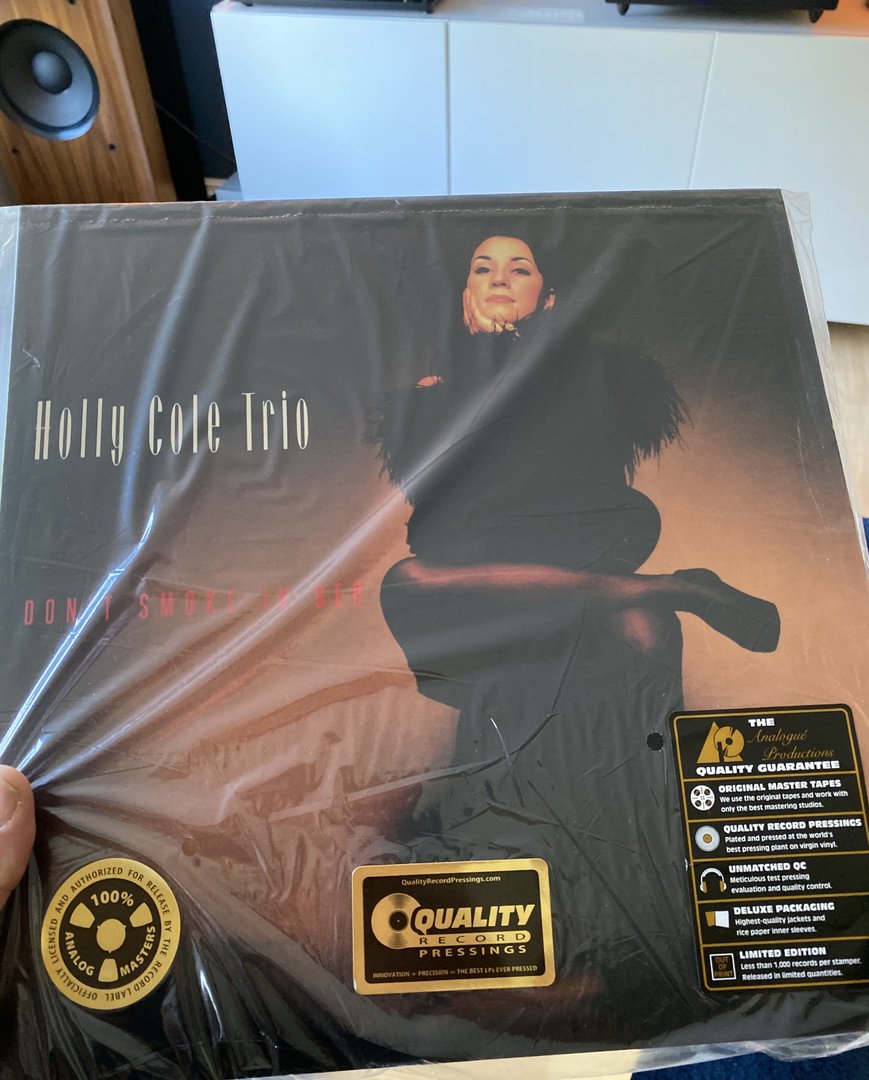 Holly Cole Trio
DON'T SMOKE IN BED
THE
Analogue
Productions
QUALITY GUARANTEE
ORIGINAL MASTER TAPES
We use the original tapes and work with
only the best mastering studios.
QUALITY RECORD PRESSINGS
Plated and pressed at the world's
best pressing plant on virgin vinyl.
UNMATCHED QC
Meticulous test pressing
evaluation and quality control.
DELUXE PACKAGING
Highest-quality jackets and
rice paper inner sleeves.
OUT OF PRINT
LIMITED EDITION
Less than 1,000 records per stamper.
Released in limited quantities.
OFFICIALLY LICENSED AND AUTHORIZED FOR RELEASE BY THE RECORD LABEL
100%
ANALOG MASTERS
QualityRecordPressings.com
QUALITY
RECORD
PRESSINGS
INNOVATION + PRECISION = THE BEST LPs EVER PRESSED